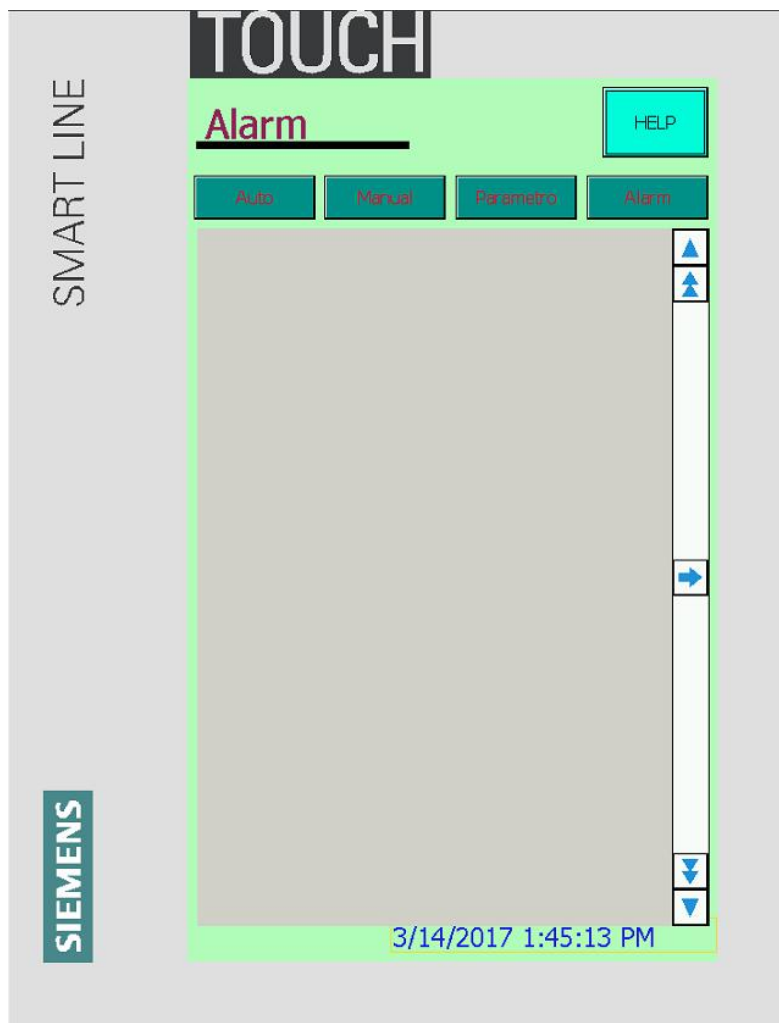 TOUCH
SMART LINE
Alarm
HELP
Auto Manual Parametro Alarm
SIEMENS
3/14/2017 1:45:13 PM